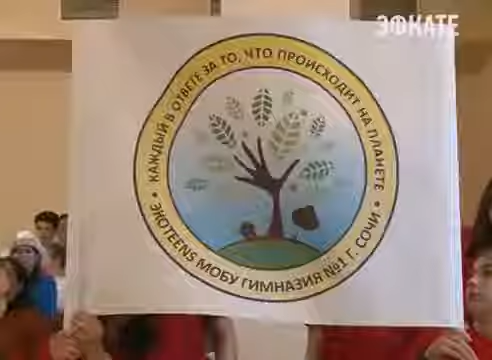 ЭФКАТЕ
КАЖДЫЙ В ОТВЕТЕ ЗА ТО, ЧТО ПРОИСХОДИТ НА ПЛАНЕТЕ
ЭКОTEENS МОБУ ГИМНАЗИЯ №1 Г. СОЧИ